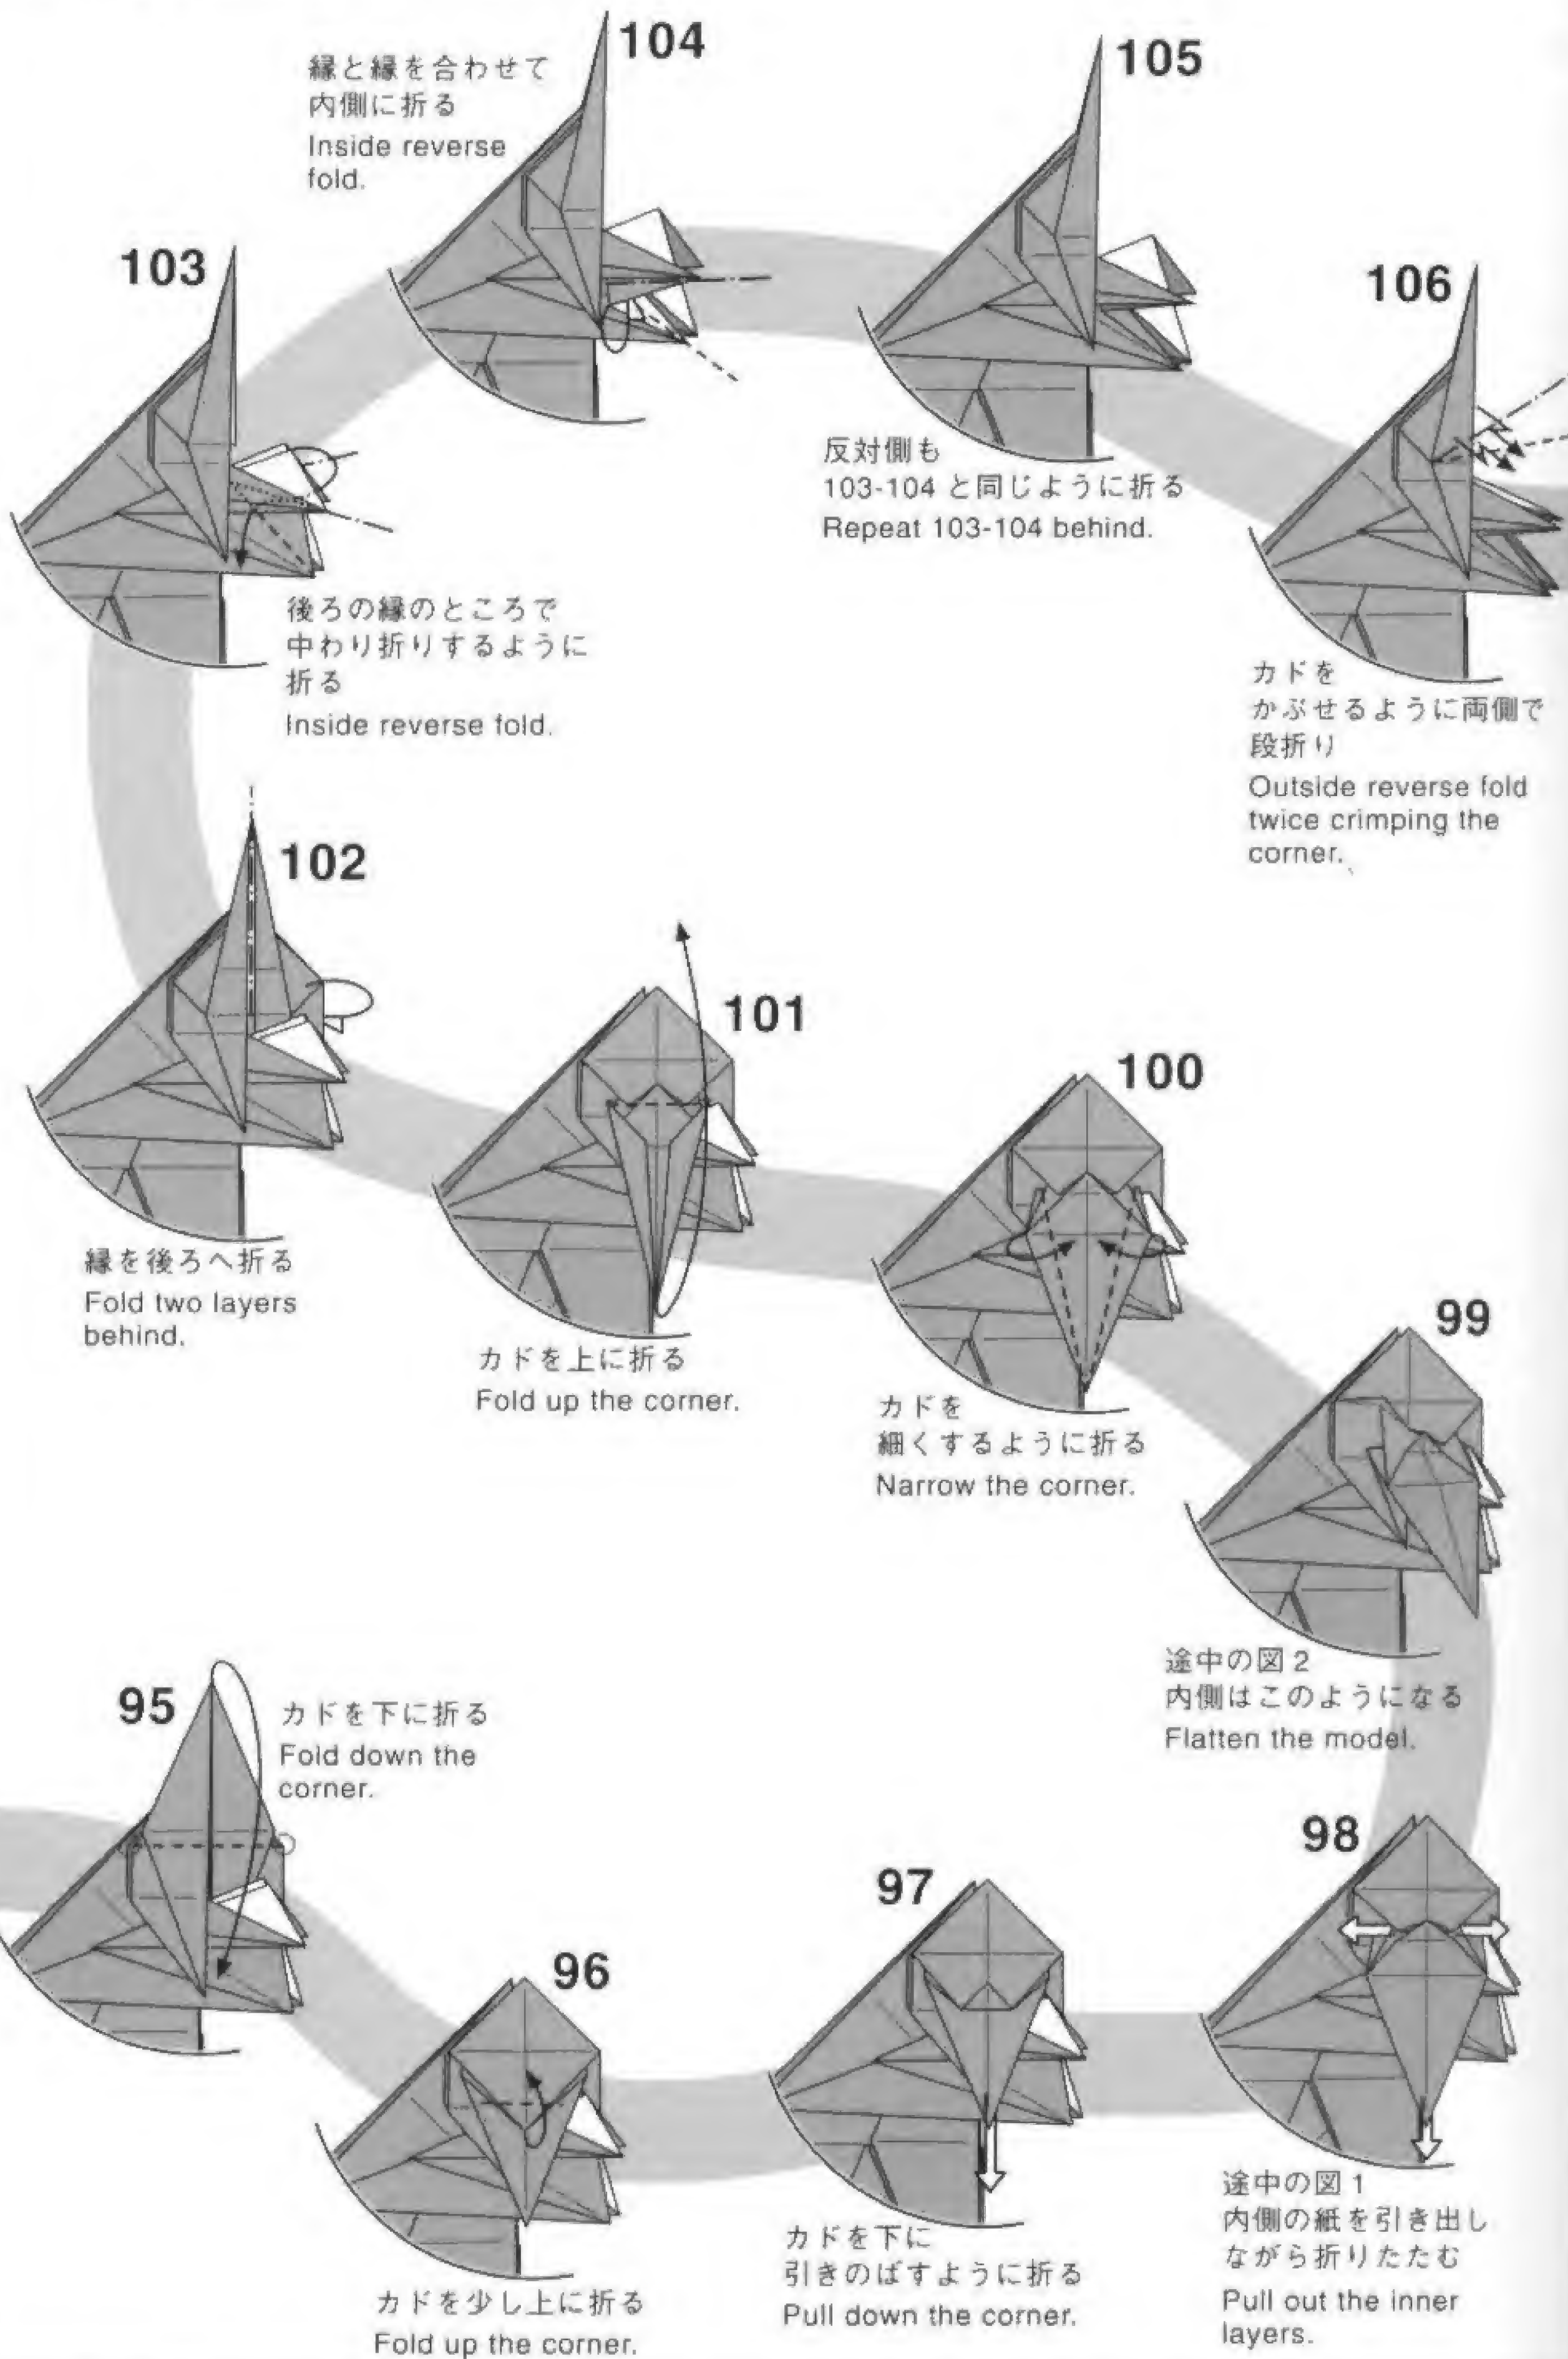 95
カドを下に折る
Fold down the
corner.
96
カドを少し上に折る
Fold up the corner.
97
カドを下に
引きのばすように折る
Pull down the corner.
98
途中の図1
内側の紙を引き出し
ながら折りたたむ
Pull out the inner
layers.
99
途中の図2
内側はこのようになる
Flatten the model.
100
カドを
細くするように折る
Narrow the corner.
101
カドを上に折る
Fold up the corner.
102
縁を後ろへ折る
Fold two layers
behind.
103
後ろの縁のところで
中わり折りするように
折る
Inside reverse fold.
104
縁と縁を合わせて
内側に折る
Inside reverse
fold.
105
反対側も
103-104 と同じように折る
Repeat 103-104 behind.
106
カドを
かぶせるように両側で
段折り
Outside reverse fold
twice crimping the
corner.